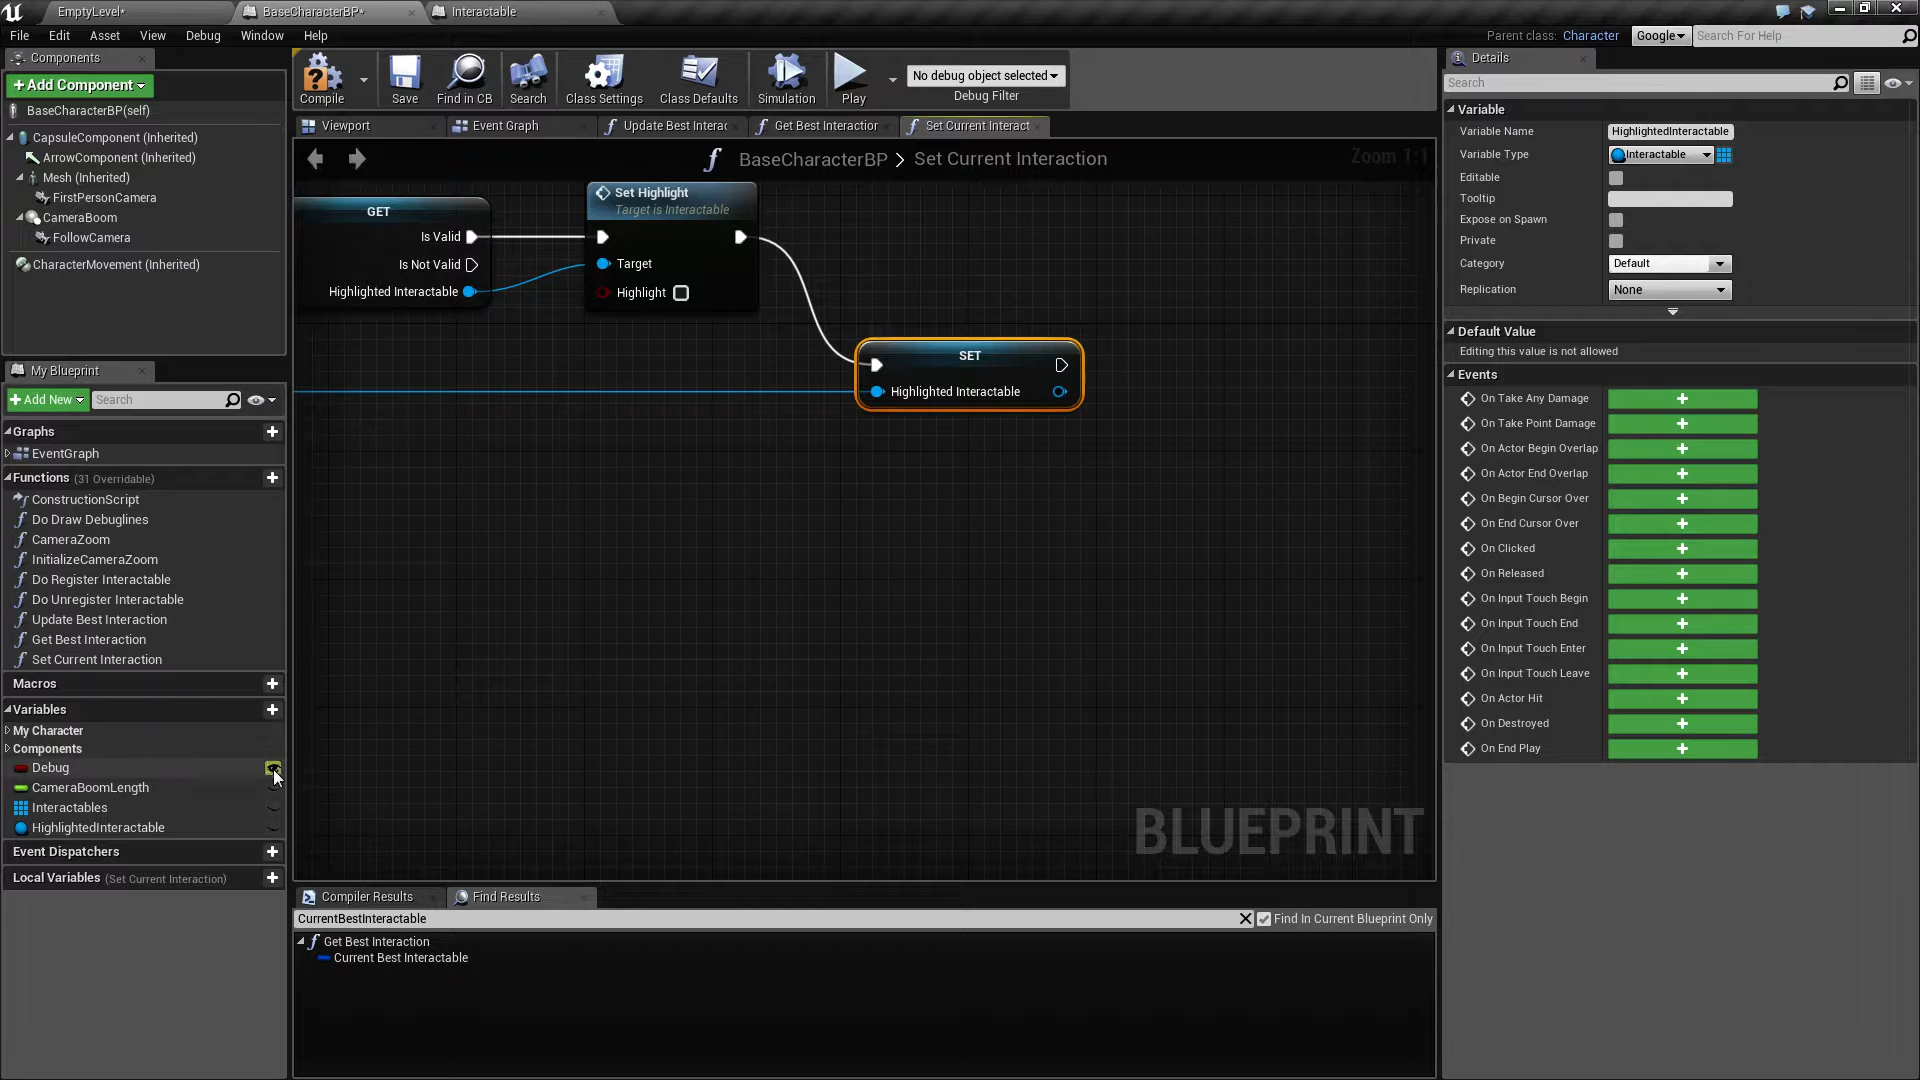 EmptyLevel*
BaseCharacterBP*
Interactable
File Edit Asset View Debug Window Help
Parent class: Character
Google
Search For Help
Components
+Add Component
BaseCharacterBP(self)
CapsuleComponent (Inherited)
ArrowComponent (Inherited)
Mesh (Inherited)
FirstPersonCamera
CameraBoom
FollowCamera
CharacterMovement (Inherited)
My Blueprint
+Add New
Search
Graphs
EventGraph
Functions (31 Overridable)
ConstructionScript
Do Draw Debuglines
CameraZoom
InitializeCameraZoom
Do Register Interactable
Do Unregister Interactable
Update Best Interaction
Get Best Interaction
Set Current Interaction
Macros
Variables
My Character
Components
Debug
CameraBoomLength
Interactables
HighlightedInteractable
Event Dispatchers
Local Variables (Set Current Interaction)
Compile
Save
Find in CB
Search
Class Settings
Class Defaults
Simulation
Play
No debug object selected
Debug Filter
Viewport
Event Graph
Update Best Interac
Get Best Interaction
Set Current Interact
BaseCharacterBP > Set Current Interaction
Zoom 1:1
GET
Is Valid
Is Not Valid
Highlighted Interactable
Set Highlight
Target is Interactable
Target
Highlight
SET
Highlighted Interactable
BLUEPRINT
Compiler Results
Find Results
CurrentBestInteractable
Find In Current Blueprint Only
Get Best Interaction
Current Best Interactable
Details
Search
Variable
Variable Name HighlightedInteractable
Variable Type Interactable
Editable
Tooltip
Expose on Spawn
Private
Category Default
Replication None
Default Value
Editing this value is not allowed
Events
On Take Any Damage
On Take Point Damage
On Actor Begin Overlap
On Actor End Overlap
On Begin Cursor Over
On End Cursor Over
On Clicked
On Released
On Input Touch Begin
On Input Touch End
On Input Touch Enter
On Input Touch Leave
On Actor Hit
On Destroyed
On End Play